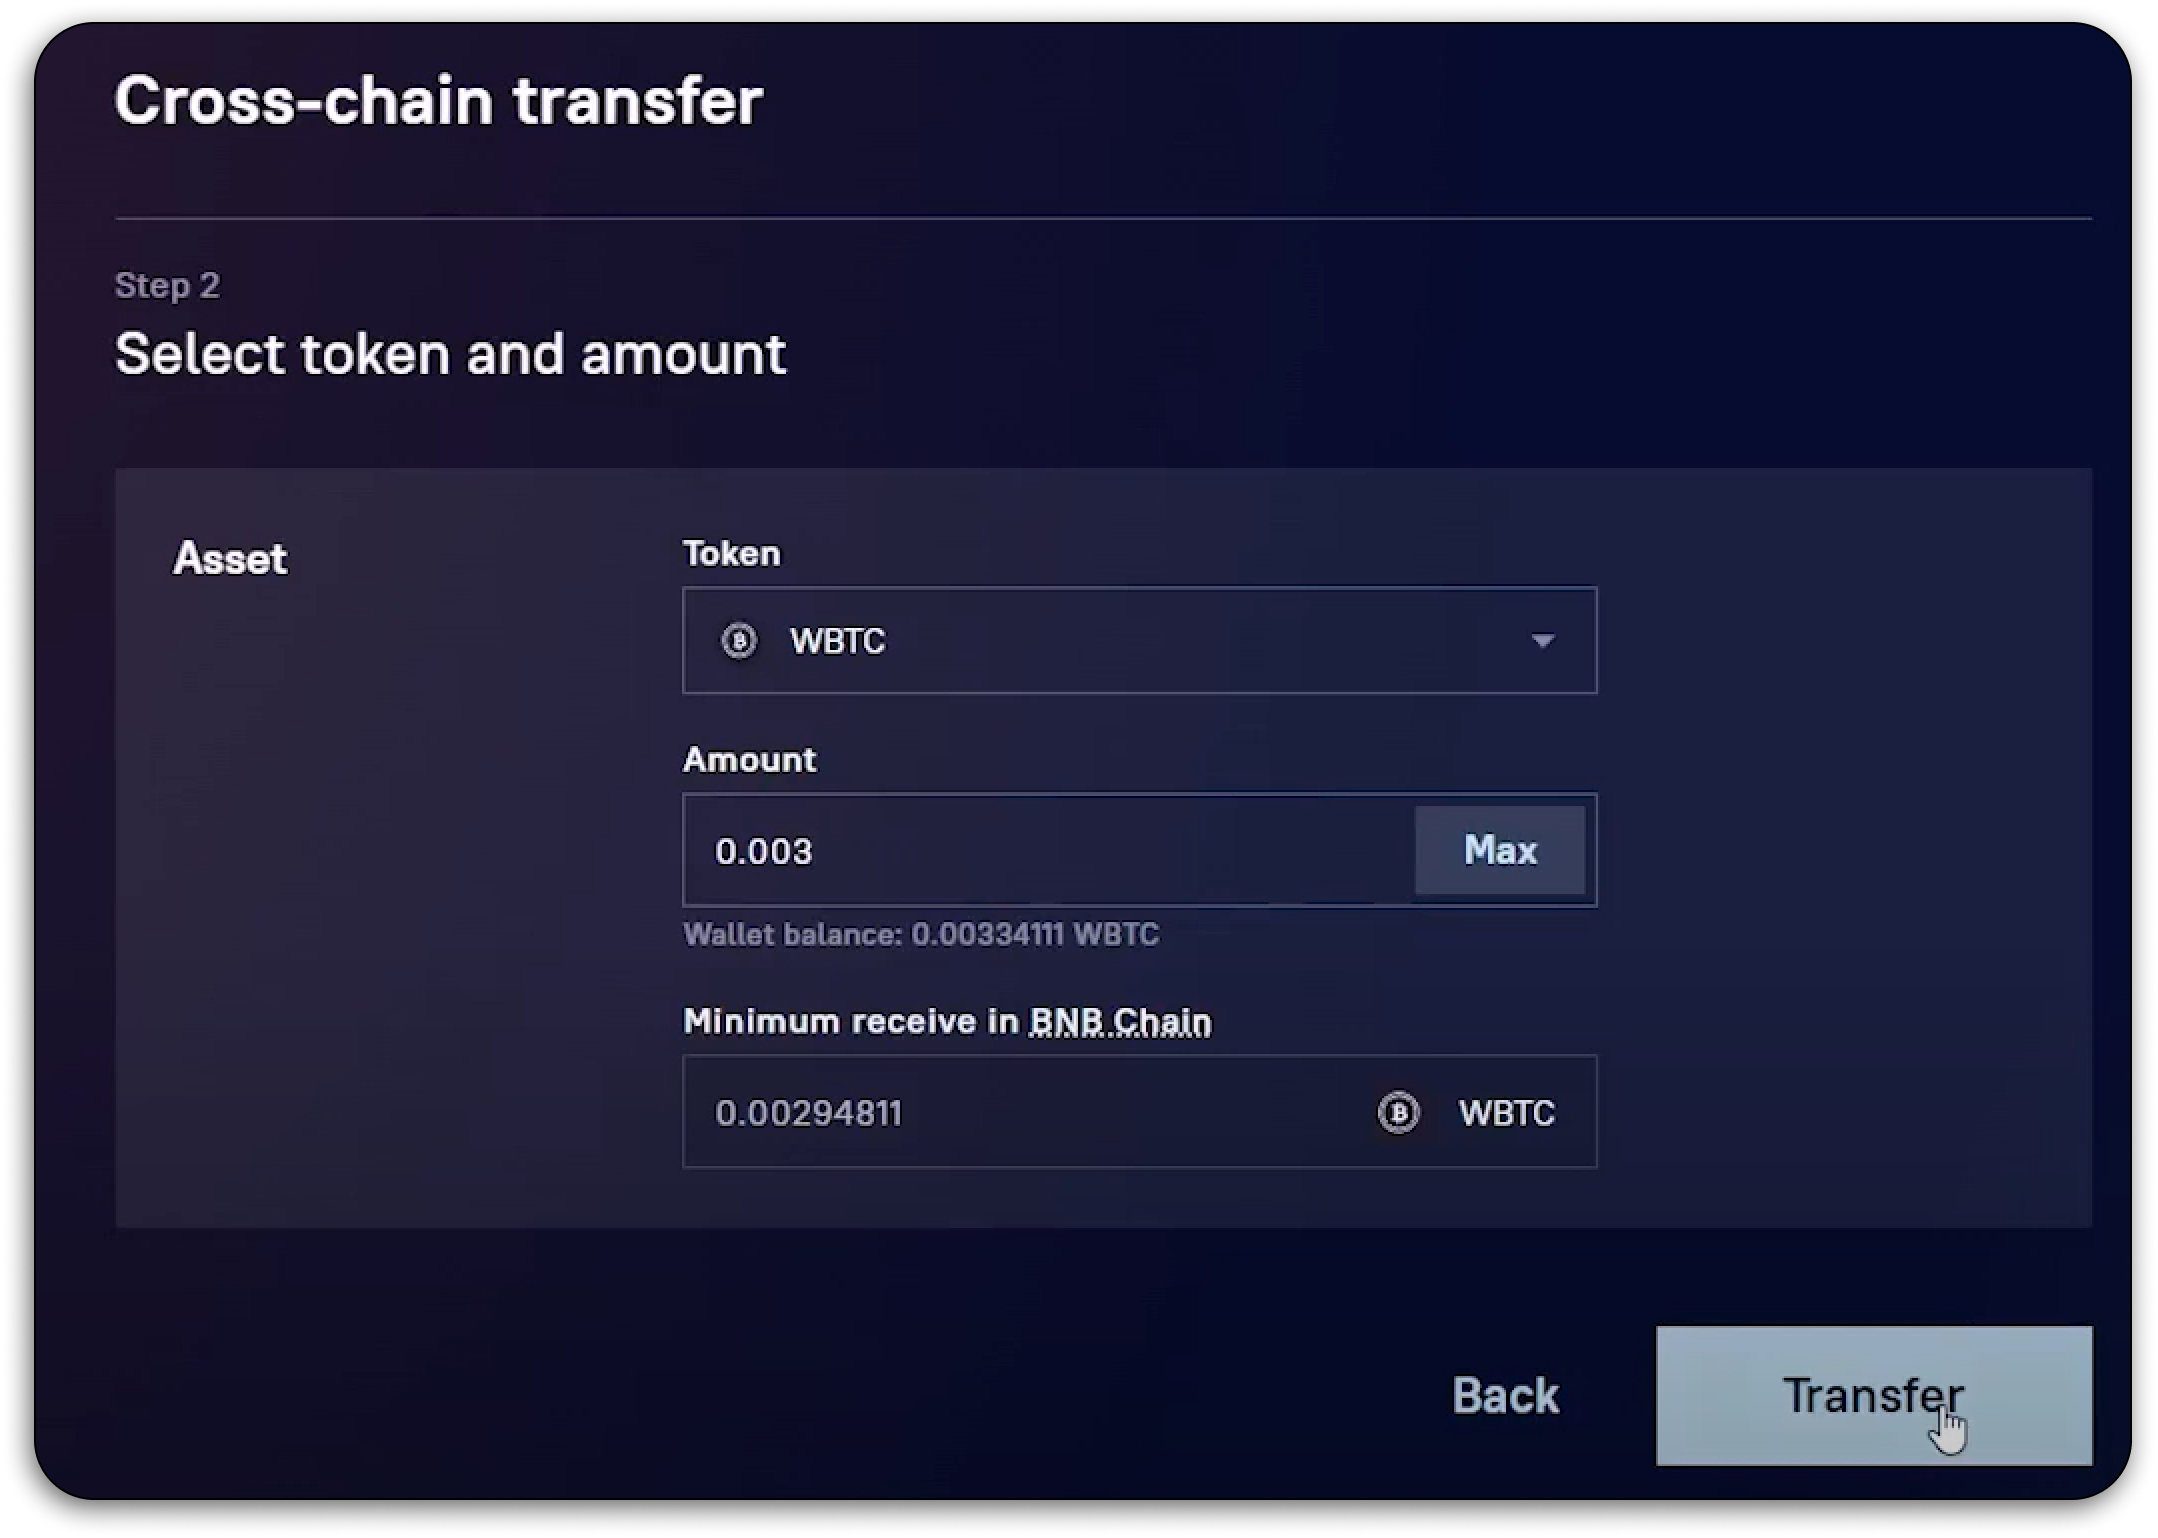 Cross-chain transfer
Step 2
Select token and amount
Asset
Token
WBTC
Amount
0.003
Max
Wallet balance: 0.00334111 WBTC
Minimum receive in BNB Chain
0.00294811
WBTC
Back
Transfer